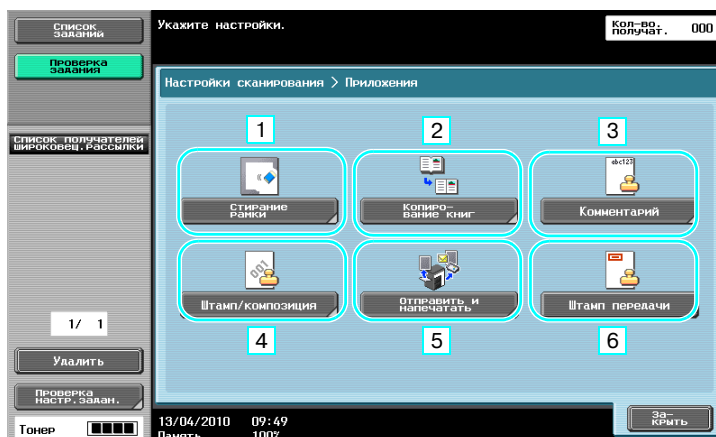 Список
заданий
Проверка
задания
Список получателей
широковещ.рассылки
1/ 1
Удалить
Проверка
настр.задан.
Тонер
Укажите настройки.
Кол-во.
получат.
000
Настройки сканирования > Приложения
1
2
3
Стирание
рамки
Копиро-
вание книг
abc123
Комментарий
001
Штамп/композиция
Отправить и
напечатать
Штамп передачи
4
5
6
13/04/2010 09:49
Память 100%
За-
крыть